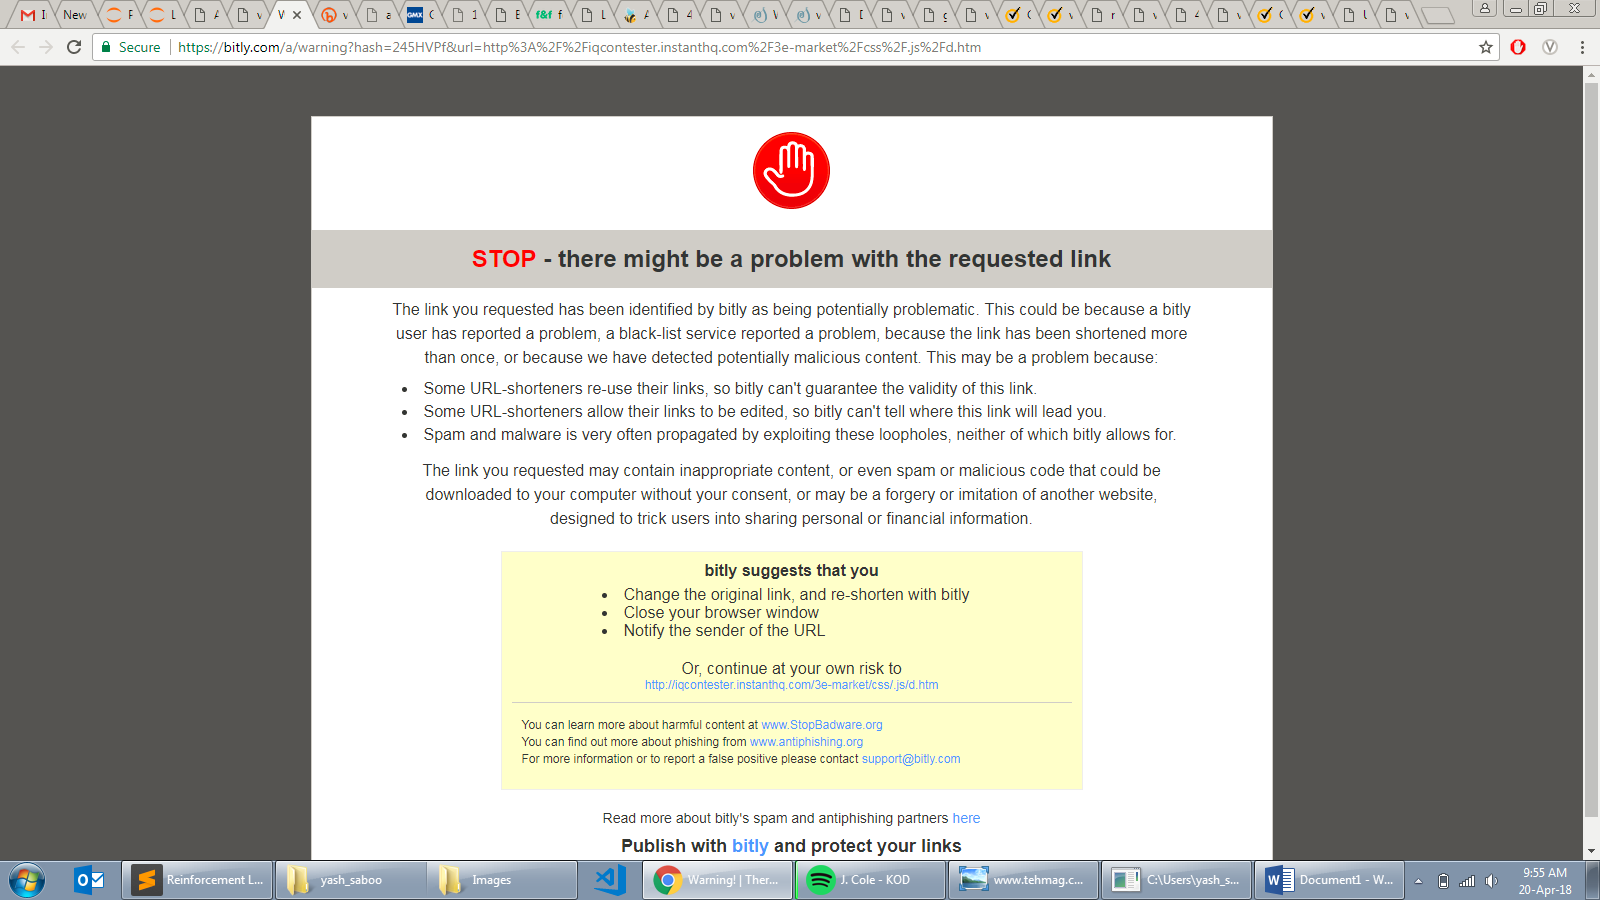 New
Secure
https://bitly.com/a/warning?hash=245HVPf&url=http%3A%2F%2Fiqcontester.instanthq.com%2F3e-market%2Fcss%2F.js%2Fd.htm
STOP - there might be a problem with the requested link
The link you requested has been identified by bitly as being potentially problematic. This could be because a bitly
user has reported a problem, a black-list service reported a problem, because the link has been shortened more
than once, or because we have detected potentially malicious content. This may be a problem because:
• Some URL-shorteners re-use their links, so bitly can't guarantee the validity of this link.
• Some URL-shorteners allow their links to be edited, so bitly can't tell where this link will lead you.
• Spam and malware is very often propagated by exploiting these loopholes, neither of which bitly allows for.
The link you requested may contain inappropriate content, or even spam or malicious code that could be
downloaded to your computer without your consent, or may be a forgery or imitation of another website,
designed to trick users into sharing personal or financial information.
bitly suggests that you
• Change the original link, and re-shorten with bitly
• Close your browser window
• Notify the sender of the URL
Or, continue at your own risk to
http://iqcontester.instanthq.com/3e-market/css/.js/d.htm
You can learn more about harmful content at www.StopBadware.org
You can find out more about phishing from www.antiphishing.org
For more information or to report a false positive please contact support@bitly.com
Read more about bitly's spam and antiphishing partners here
Publish with bitly and protect your links
Reinforcement L...
yash_saboo
Images
Warning! | Ther...
J. Cole - KOD
www.tehmag.c...
C:\Users\yash_s...
Document1 - W...
9:55 AM
20-Apr-18